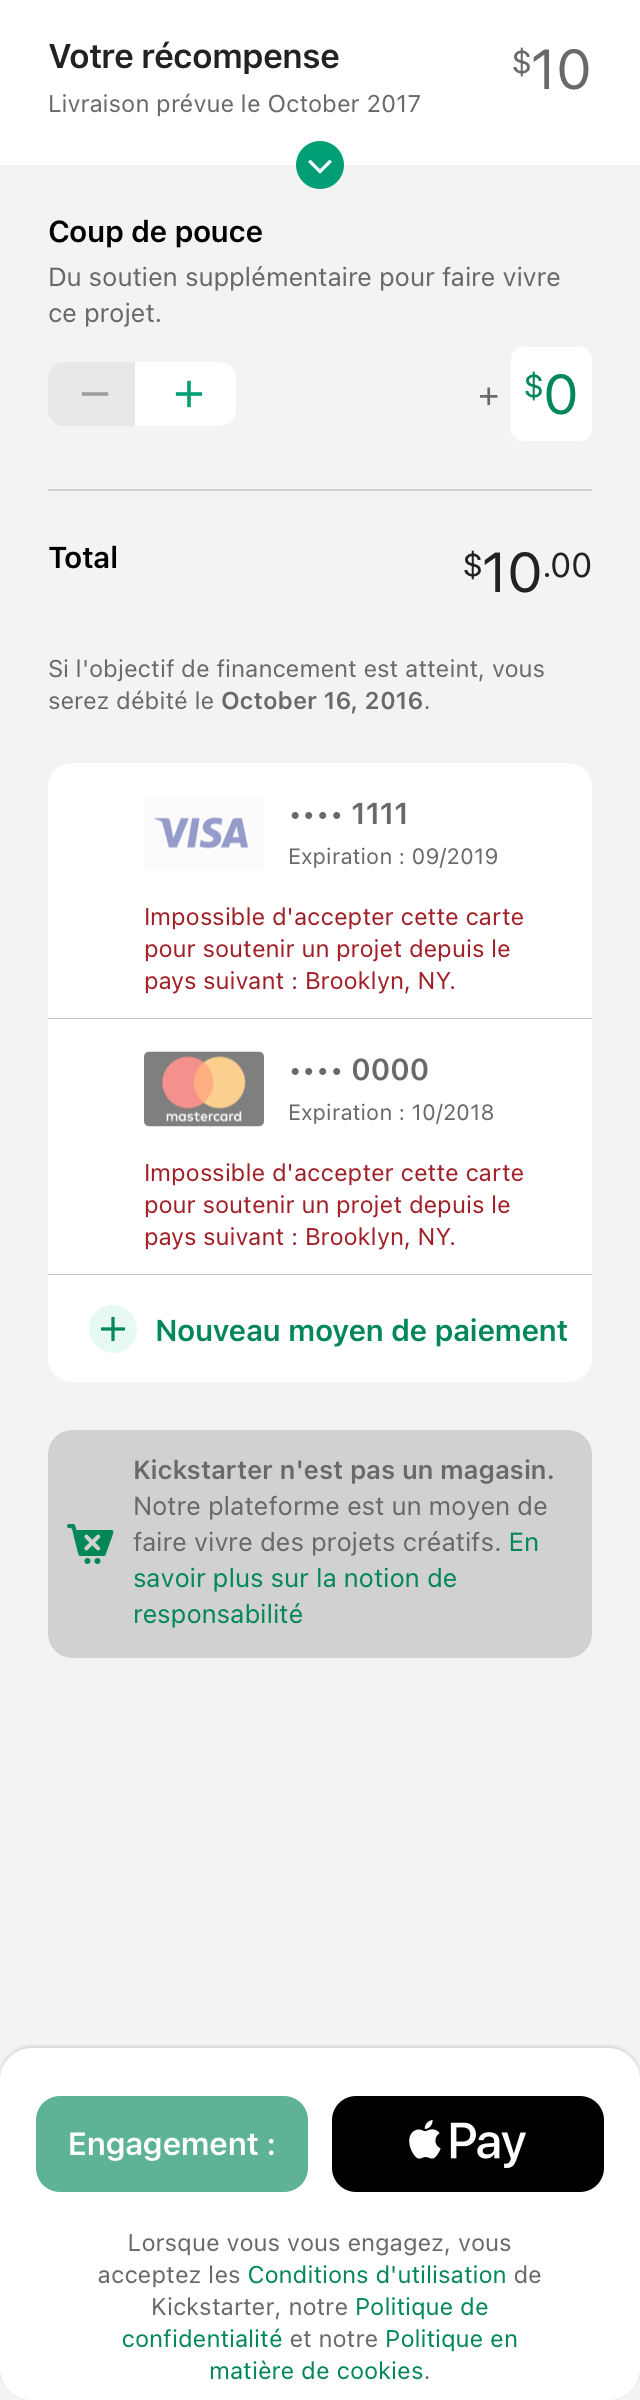 Votre récompense
$10
Livraison prévue le October 2017
Coup de pouce
Du soutien supplémentaire pour faire vivre
ce projet.
+ $0
Total
$10.00
Si l'objectif de financement est atteint, vous
serez débité le October 16, 2016.
VISA
•••• 1111
Expiration : 09/2019
Impossible d'accepter cette carte
pour soutenir un projet depuis le
pays suivant : Brooklyn, NY.
mastercard
•••• 0000
Expiration : 10/2018
Impossible d'accepter cette carte
pour soutenir un projet depuis le
pays suivant : Brooklyn, NY.
Nouveau moyen de paiement
Kickstarter n'est pas un magasin.
Notre plateforme est un moyen de
faire vivre des projets créatifs. En
savoir plus sur la notion de
responsabilité
Engagement :
Pay
Lorsque vous vous engagez, vous
acceptez les Conditions d'utilisation de
Kickstarter, notre Politique de
confidentialité et notre Politique en
matière de cookies.